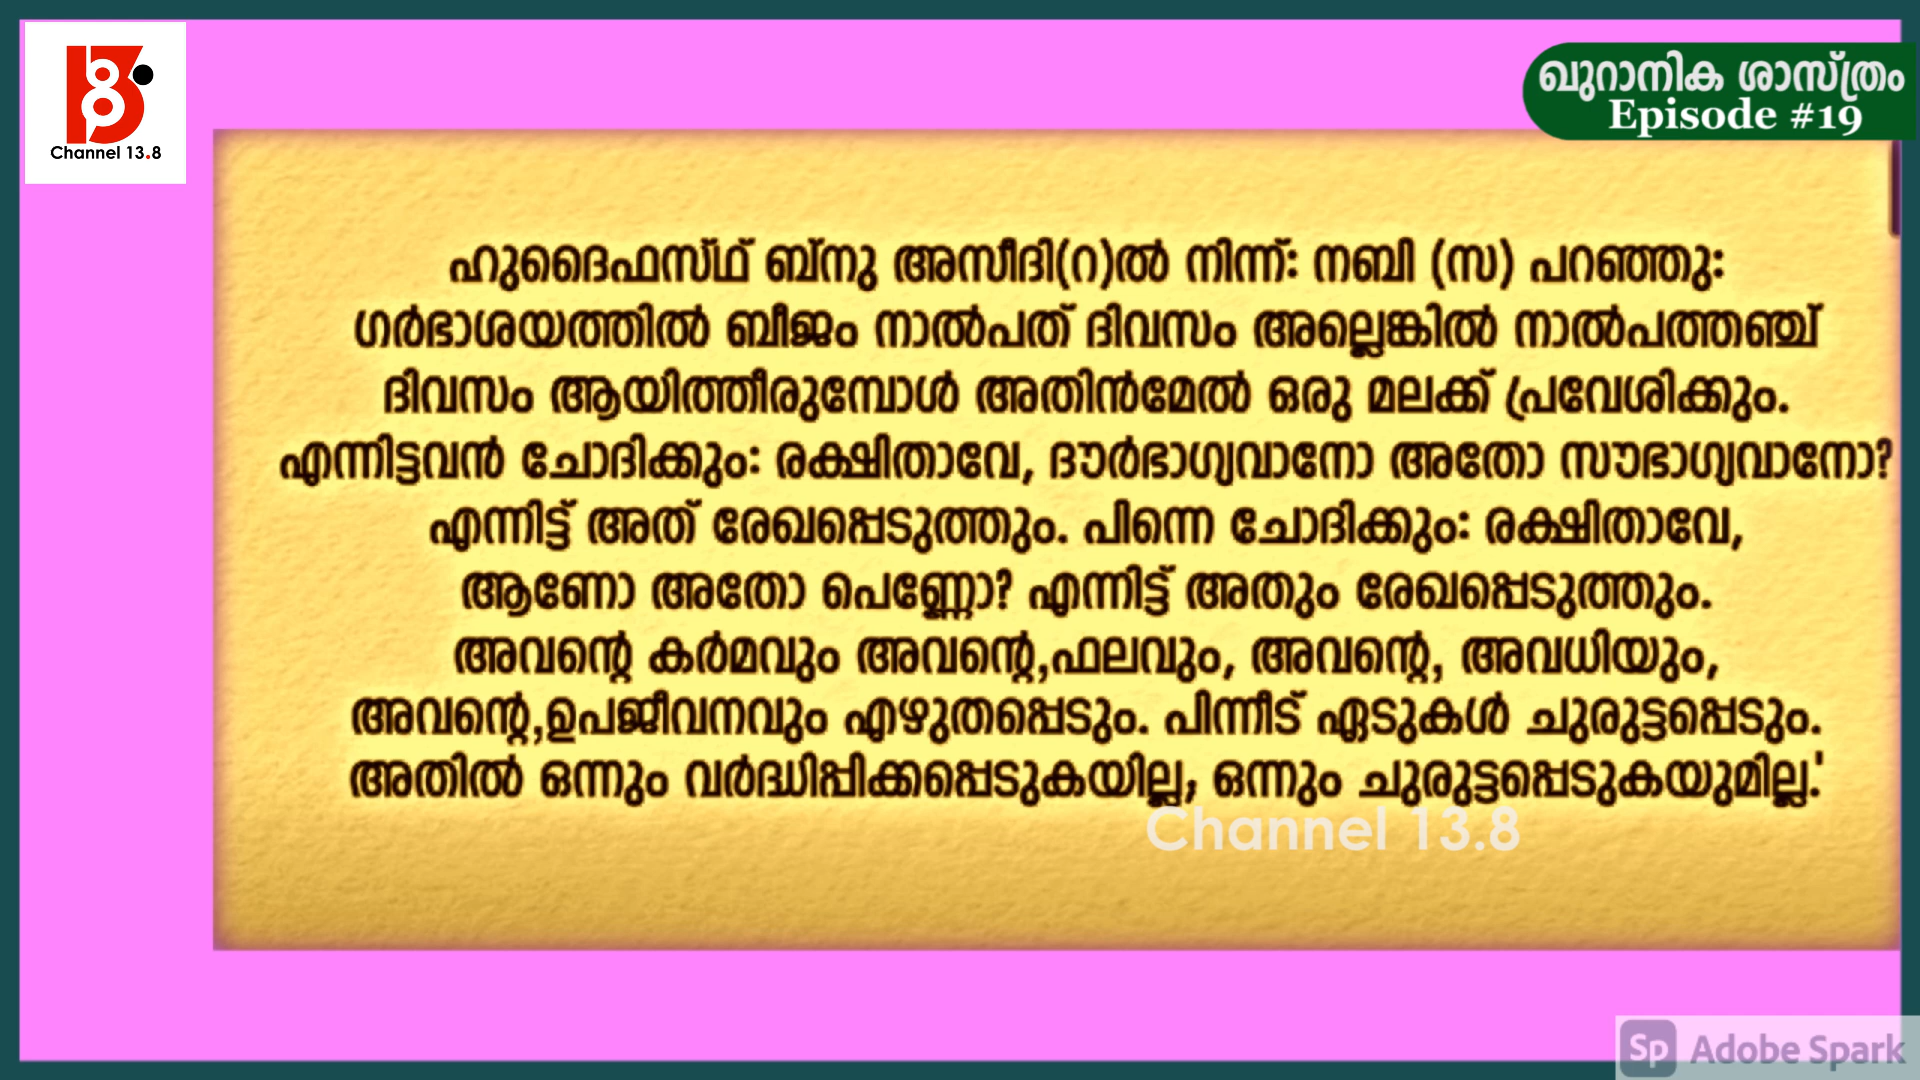 Channel 13.8
ഖുറാനിക ശാസ്ത്രം
Episode #19
ഹുദൈഫസ്ഥ് ബ്നു അസീദി(റ)ൽ നിന്ന്: നബി (സ) പറഞ്ഞു:
ഗർഭാശയത്തിൽ ബീജം നാൽപത് ദിവസം അല്ലെങ്കിൽ നാൽപത്തഞ്ച്
ദിവസം ആയിത്തീരുമ്പോൾ അതിൻമേൽ ഒരു മലക്ക് പ്രവേശിക്കും.
എന്നിട്ടവൻ ചോദിക്കും: രക്ഷിതാവേ, ദൗർഭാഗ്യവാനോ അതോ സൗഭാഗ്യവാനോ?
എന്നിട്ട് അത് രേഖപ്പെടുത്തും. പിന്നെ ചോദിക്കും: രക്ഷിതാവേ,
ആണോ അതോ പെണ്ണോ? എന്നിട്ട് അതും രേഖപ്പെടുത്തും.
അവന്റെ കർമവും അവന്റെ,ഫലവും, അവന്റെ, അവധിയും,
അവന്റെ,ഉപജീവനവും എഴുതപ്പെടും. പിന്നീട് ഏടുകൾ ചുരുട്ടപ്പെടും.
അതിൽ ഒന്നും വർദ്ധിപ്പിക്കപ്പെടുകയില്ല; ഒന്നും ചുരുട്ടപ്പെടുകയുമില്ല.'
Channel 13.8
Sp Adobe Spark